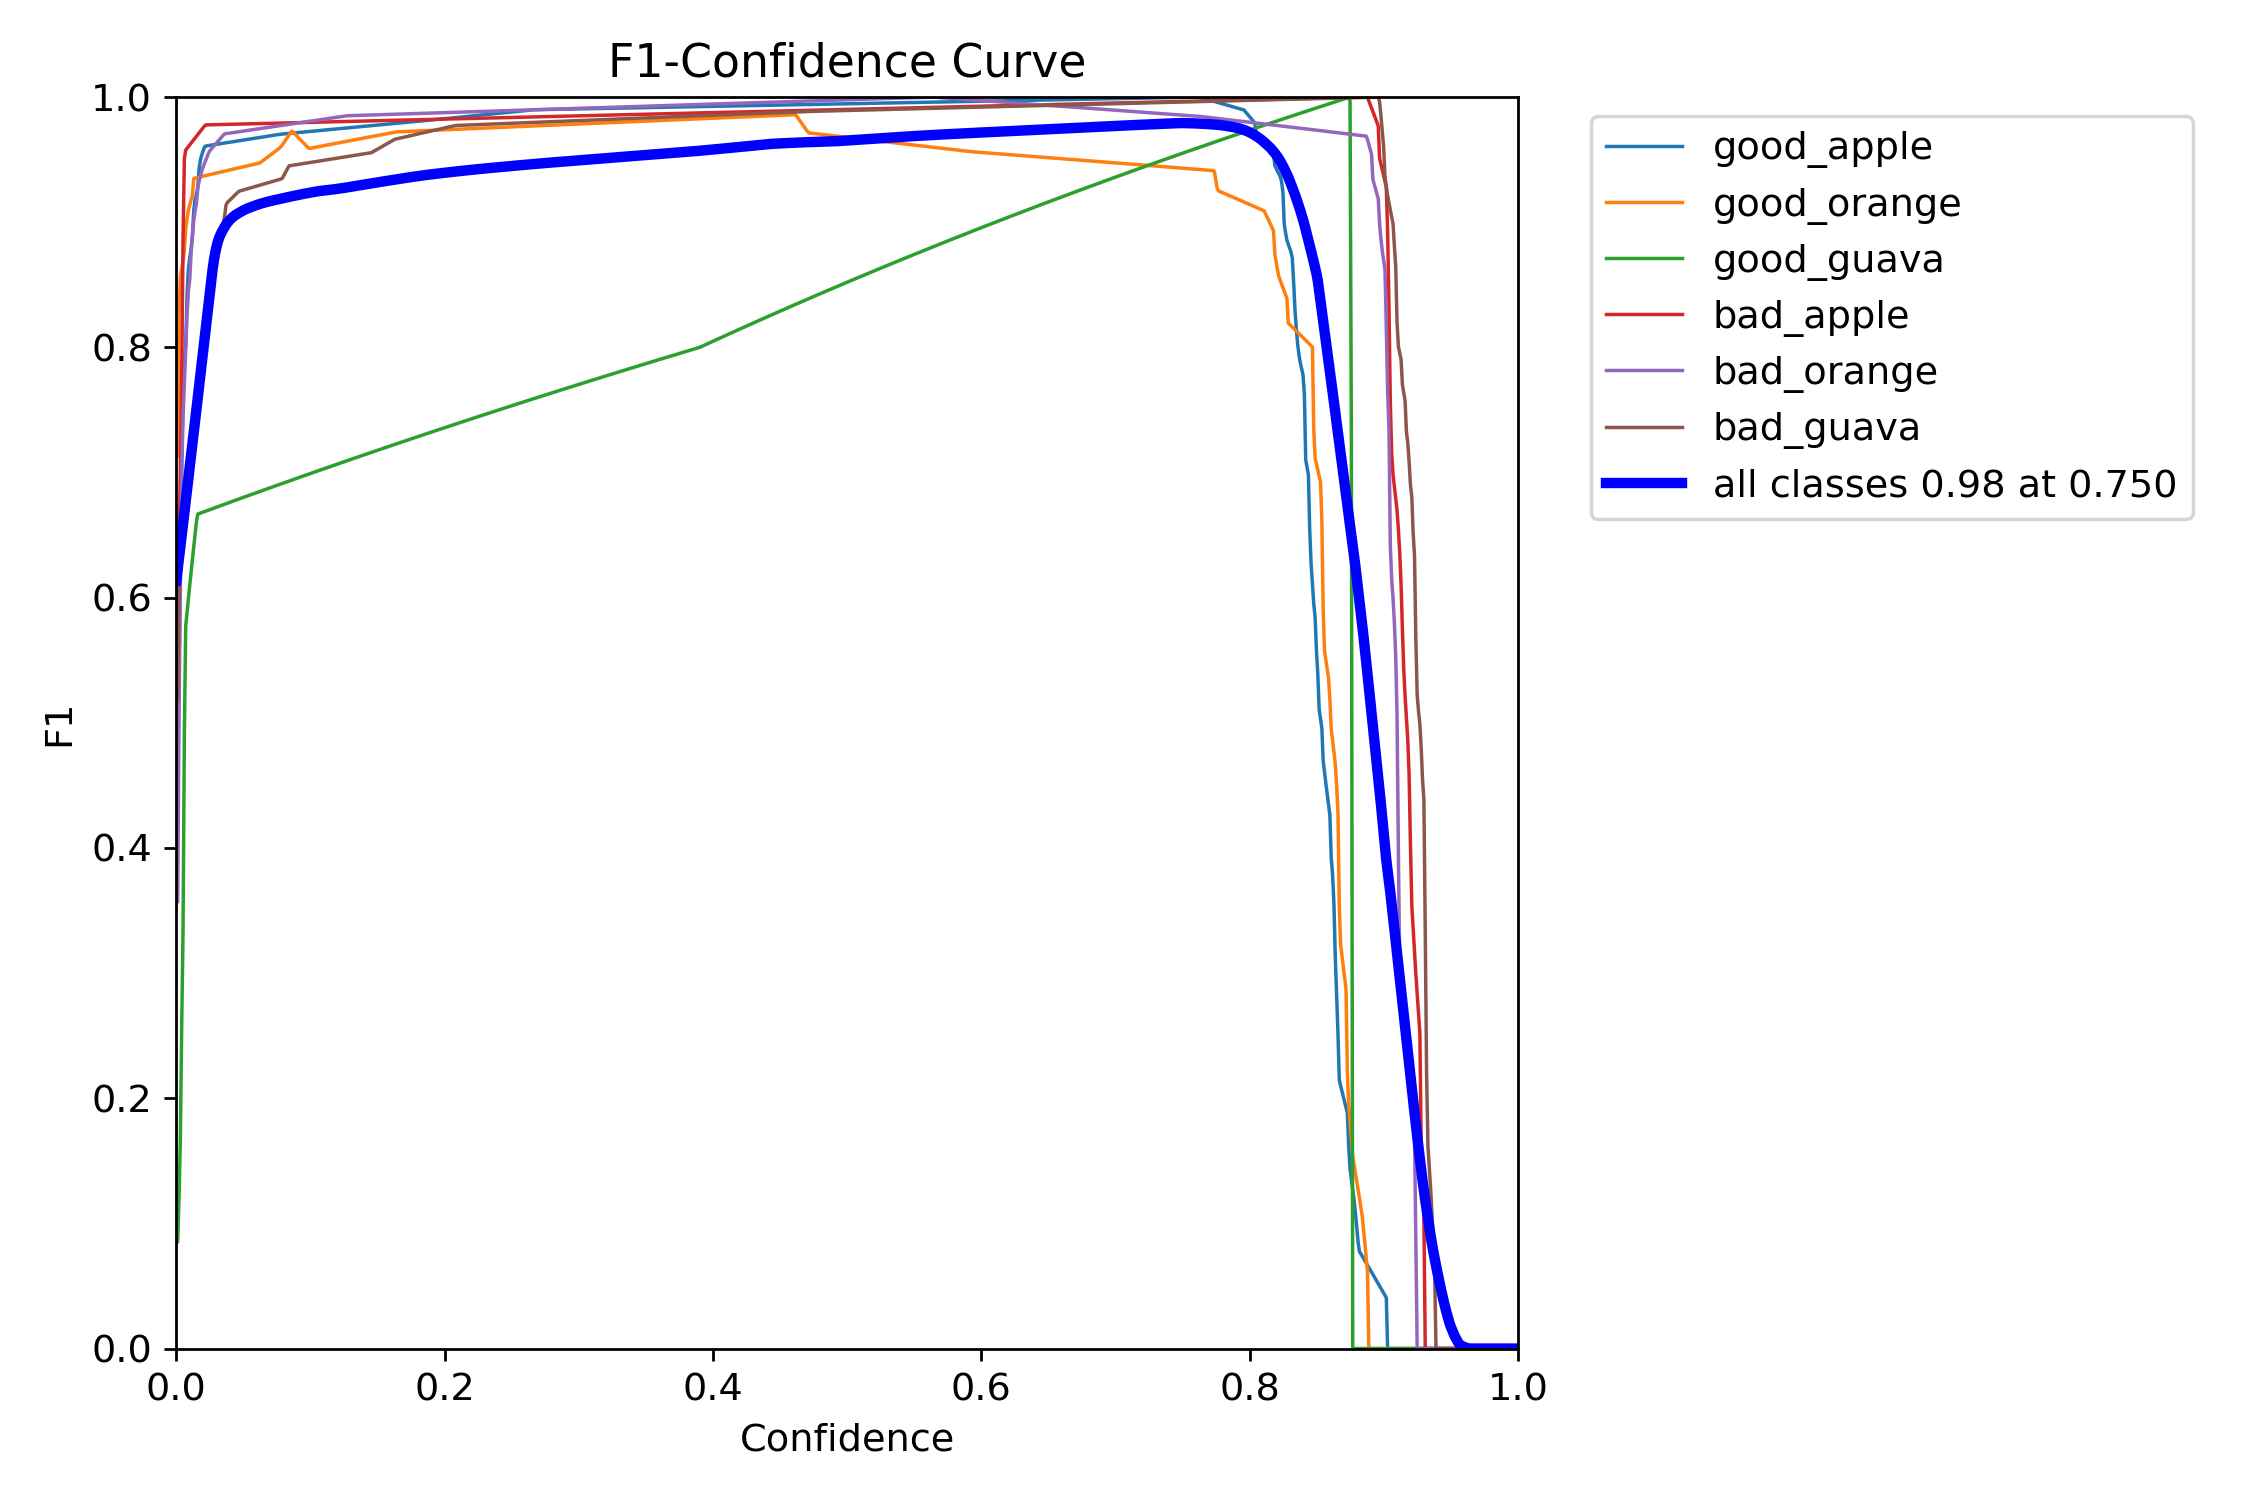 F1-Confidence Curve
1.0
0.8
0.6
0.4
0.2
0.0
F1
0.0 0.2 0.4 0.6 0.8 1.0
Confidence
good_apple
good_orange
good_guava
bad_apple
bad_orange
bad_guava
all classes 0.98 at 0.750